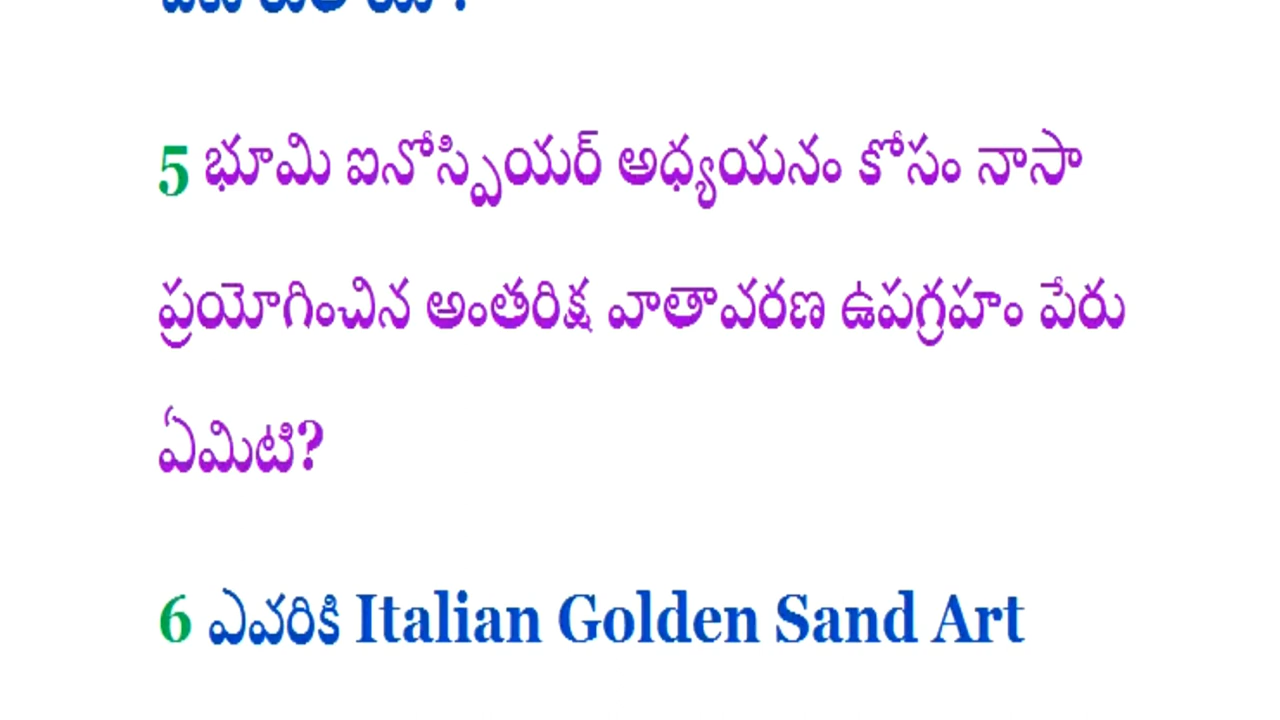 5 భూమి ఐనోస్పియర్ అధ్యయనం కోసం నాసా
ప్రయోగించిన అంతరిక్ష వాతావరణ ఉపగ్రహం పేరు
ఏమిటి?
6 ఎవరికి Italian Golden Sand Art